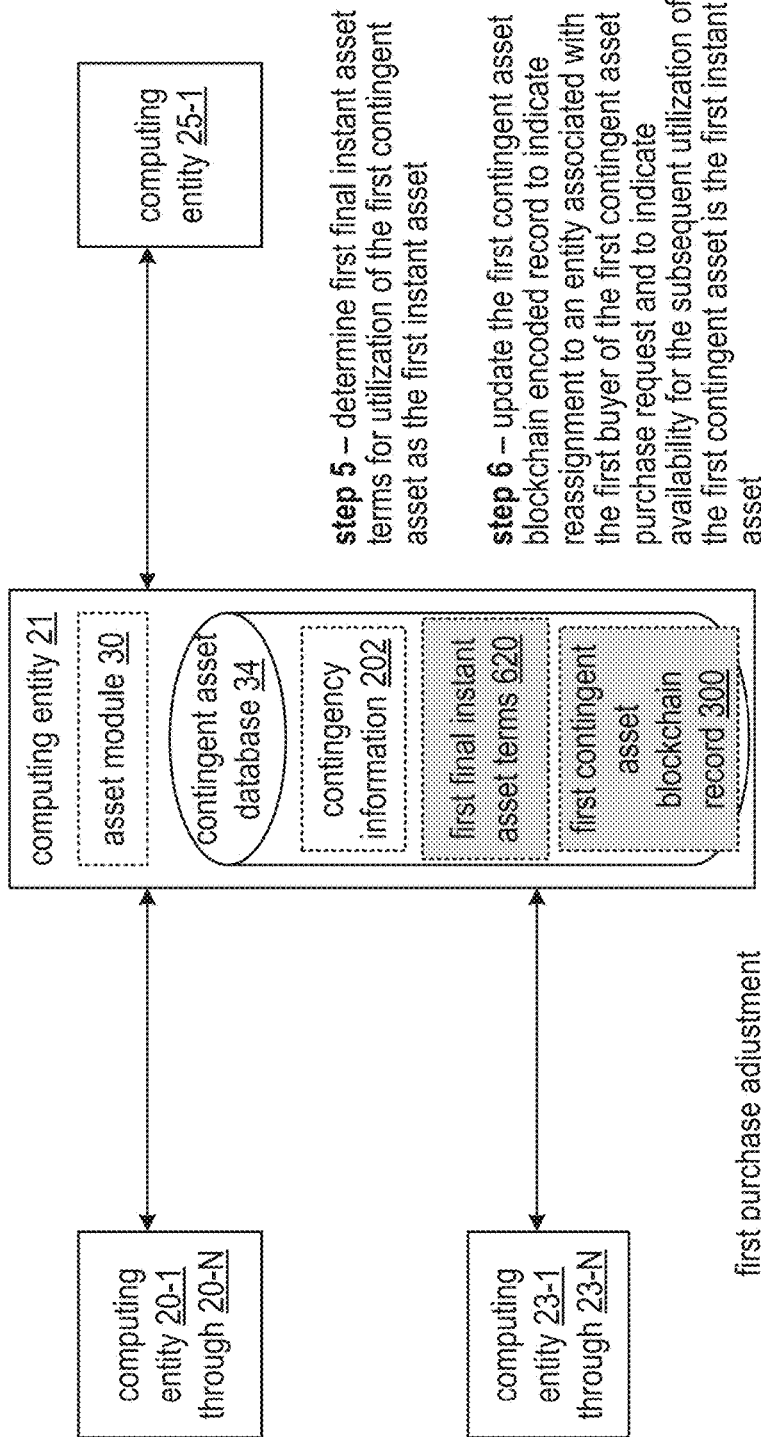 computing
entity 20-1
through 20-N
computing
entity 23-1
through 23-N
computing entity 21
asset module 30
contingent asset
database 34
contingency
information 202
first final instant
asset terms 620
first contingent
asset
blockchain
record 300
computing
entity 25-1
step 5 – determine first final instant asset
terms for utilization of the first contingent
asset as the first instant asset
step 6 – update the first contingent asset
blockchain encoded record to indicate
reassignment to an entity associated with
the first buyer of the first contingent asset
purchase request and to indicate
availability for the subsequent utilization of
the first contingent asset is the first instant
asset
first purchase adjustment